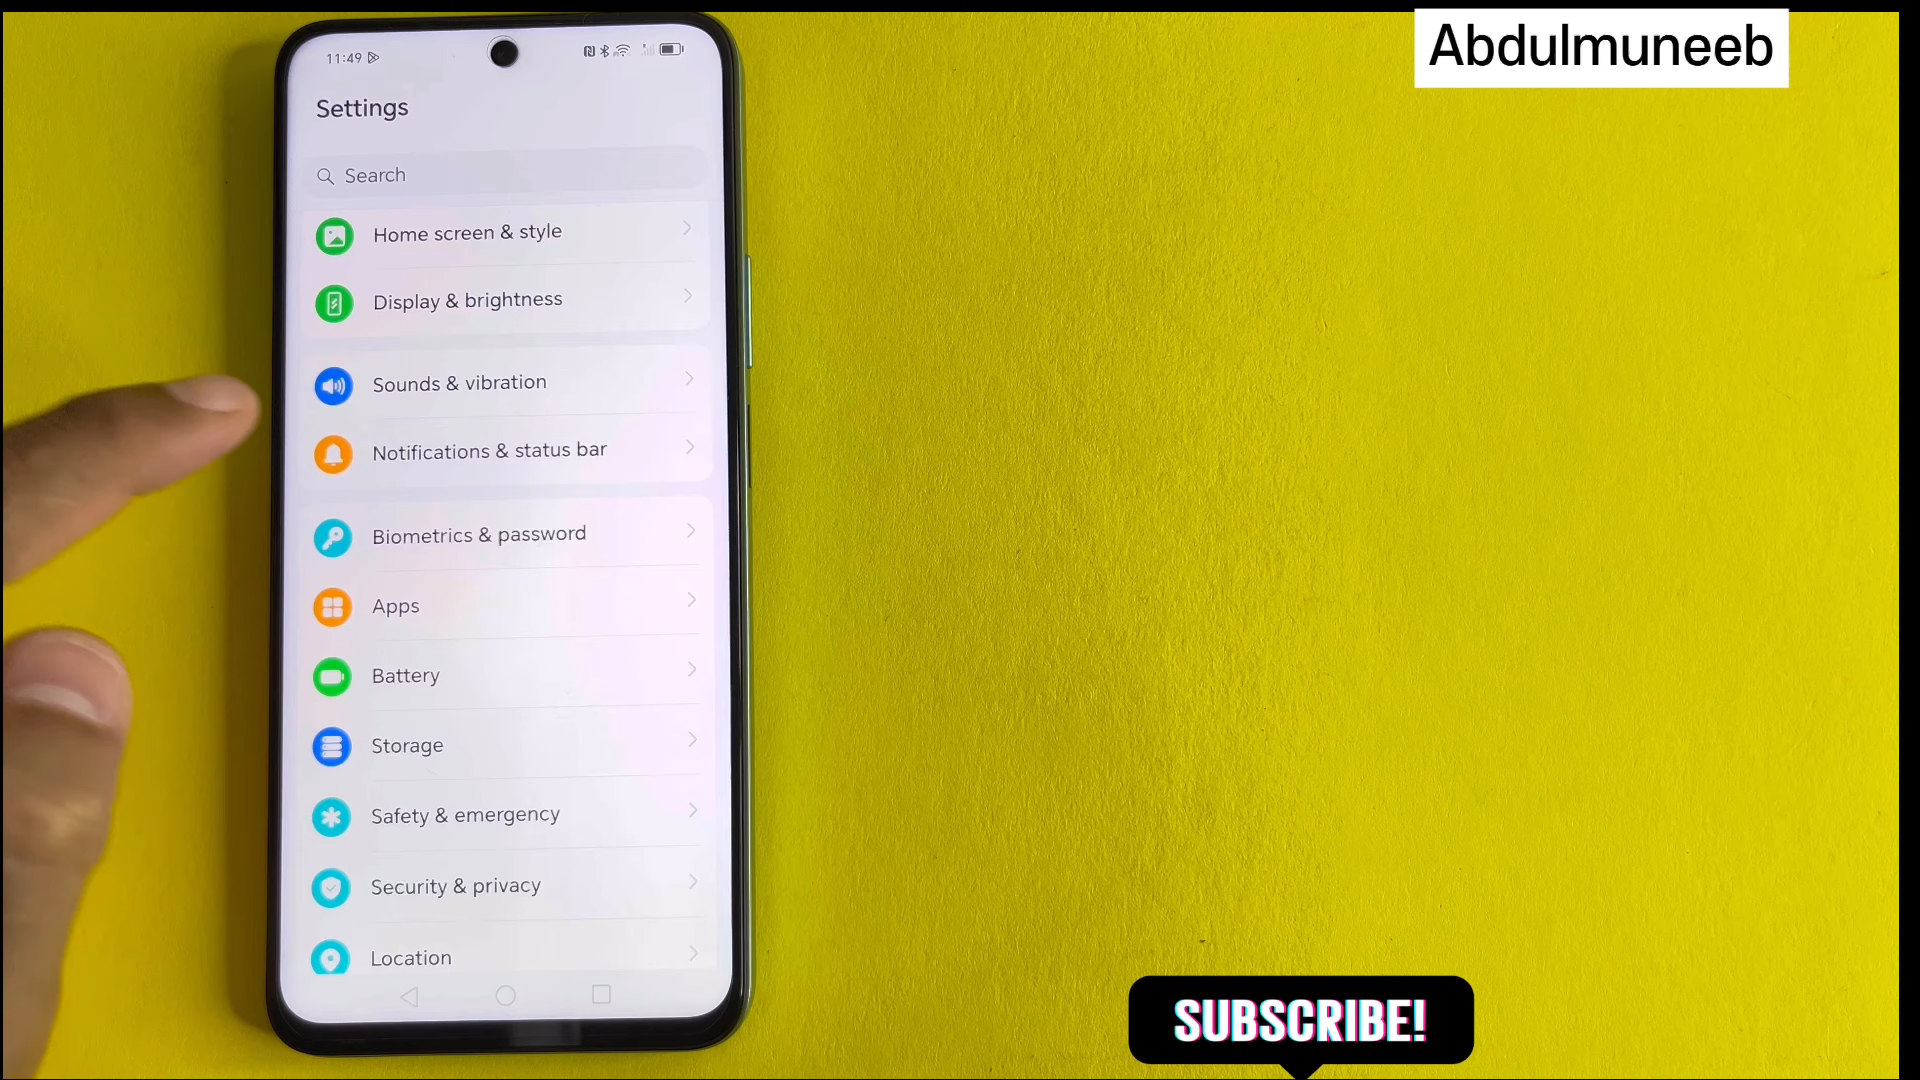 Abdulmuneeb
11:49
Settings
Search
Home screen & style
Display & brightness
Sounds & vibration
Notifications & status bar
Biometrics & password
Apps
Battery
Storage
Safety & emergency
Security & privacy
Location
SUBSCRIBE!